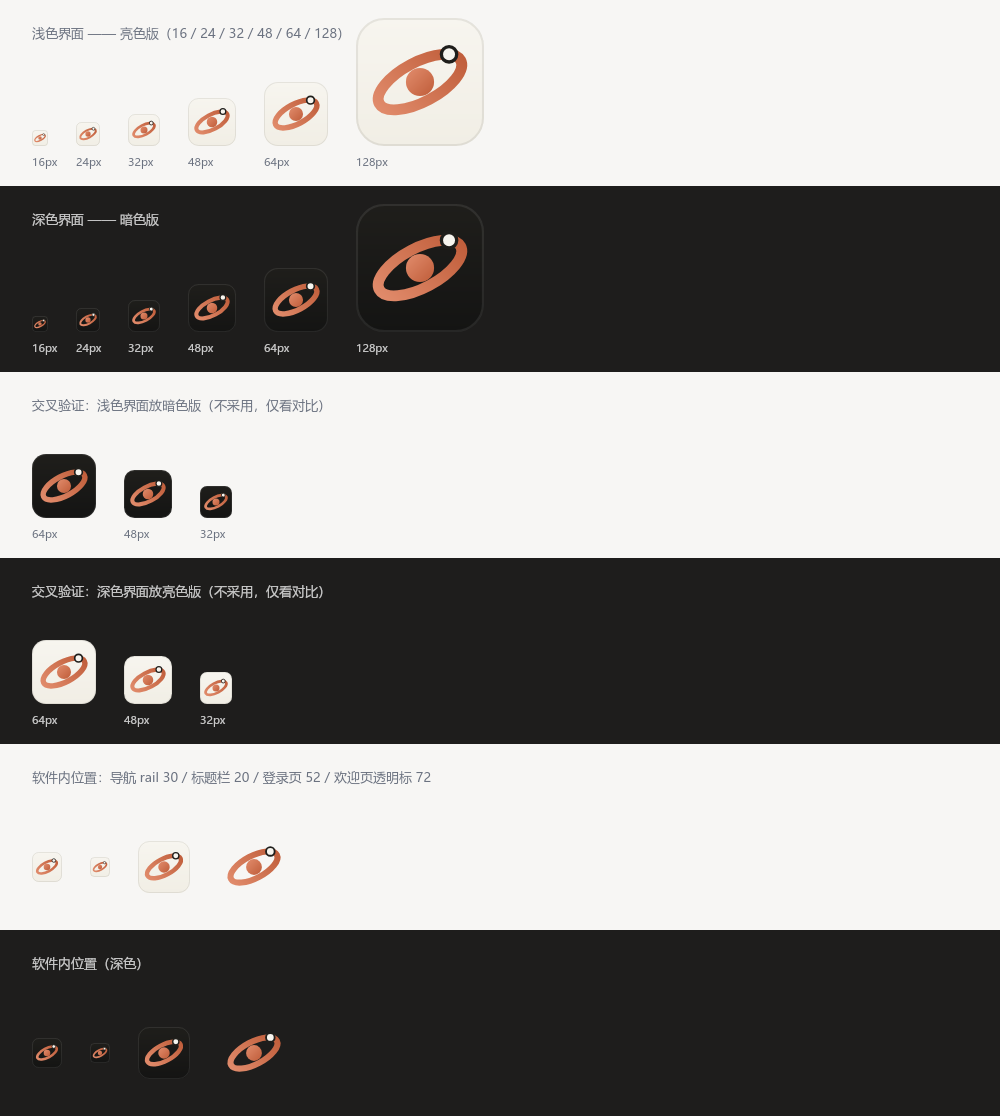 浅色界面 —— 亮色版（16 / 24 / 32 / 48 / 64 / 128）
16px 24px 32px 48px 64px 128px
深色界面 —— 暗色版
16px 24px 32px 48px 64px 128px
交叉验证：浅色界面放暗色版（不采用，仅看对比）
64px 48px 32px
交叉验证：深色界面放亮色版（不采用，仅看对比）
64px 48px 32px
软件内位置：导航 rail 30 / 标题栏 20 / 登录页 52 / 欢迎页透明标 72
软件内位置（深色）